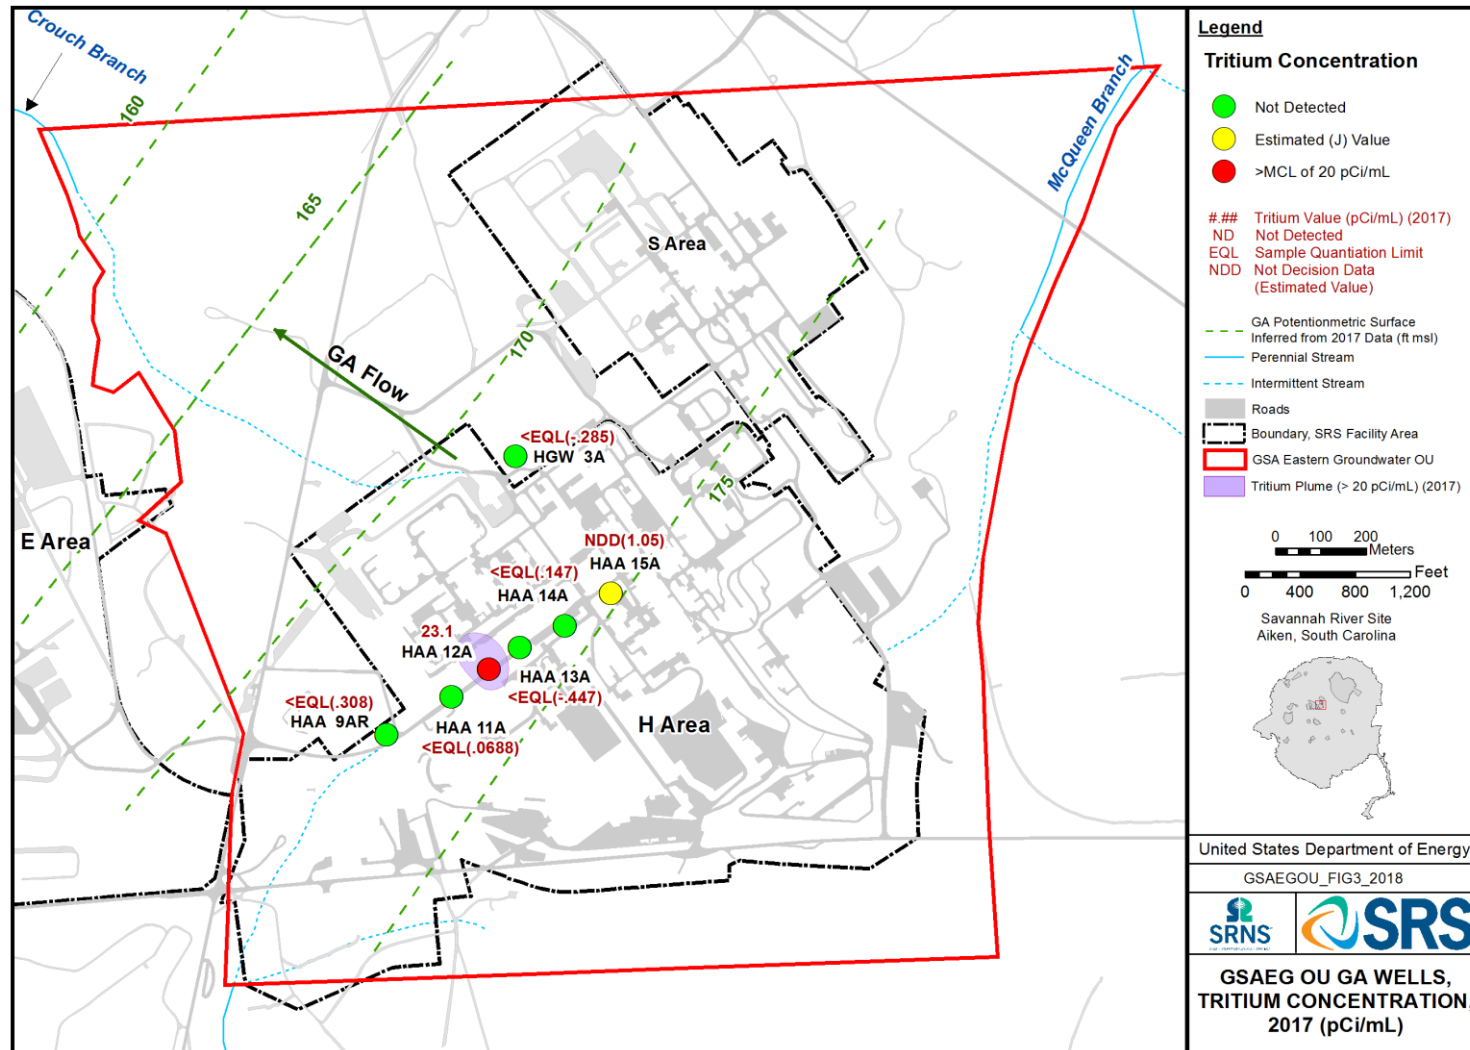 Crouch Branch
160
165
170
175
McQueen Branch
S Area
GA Flow
<EQL(-.285)
HGW 3A
E Area
NDD(1.05)
HAA 15A
<EQL(.147)
HAA 14A
23.1
HAA 12A
HAA 13A
<EQL(-.447)
<EQL(.308)
HAA 9AR
HAA 11A
<EQL(.0688)
H Area
Legend
Tritium Concentration
Not Detected
Estimated (J) Value
>MCL of 20 pCi/mL
#.## Tritium Value (pCi/mL) (2017)
ND Not Detected
EQL Sample Quantiation Limit
NDD Not Decision Data
(Estimated Value)
GA Potentionmetric Surface
Inferred from 2017 Data (ft msl)
Perennial Stream
Intermittent Stream
Roads
Boundary, SRS Facility Area
GSA Eastern Groundwater OU
Tritium Plume (> 20 pCi/mL) (2017)
0 100 200
Meters
Feet
0 400 800 1,200
Savannah River Site
Aiken, South Carolina
United States Department of Energy
GSAEGOU_FIG3_2018
SRNS
SRS
GSAEG OU GA WELLS,
TRITIUM CONCENTRATION,
2017 (pCi/mL)